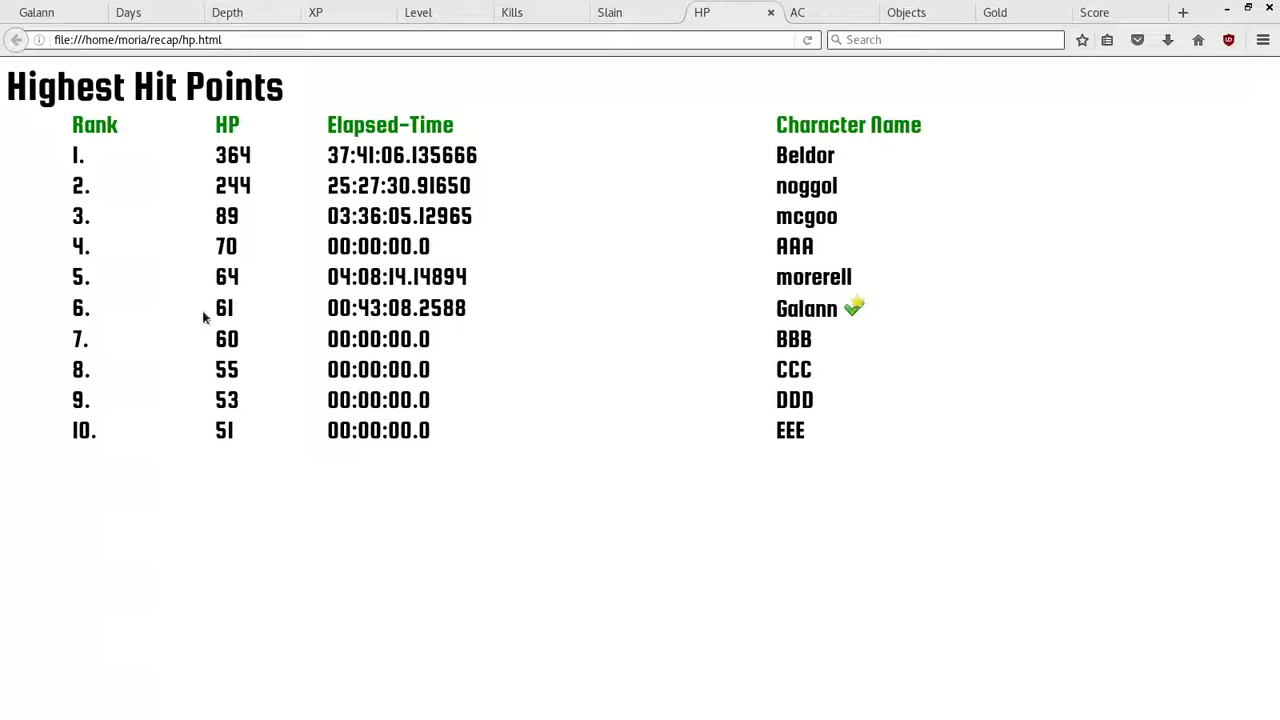 Galann Days Depth XP Level Kills Slain HP × AC Objects Gold Score
file:///home/moria/recap/hp.html Search
Highest Hit Points
Rank HP Elapsed-Time Character Name
1. 364 37:41:06.135666 Beldor
2. 244 25:27:30.91650 noggol
3. 89 03:36:05.12965 mcgoo
4. 70 00:00:00.0 AAA
5. 64 04:08:14.14894 morerell
6. 61 00:43:08.2588 Galann
7. 60 00:00:00.0 BBB
8. 55 00:00:00.0 CCC
9. 53 00:00:00.0 DDD
10. 51 00:00:00.0 EEE